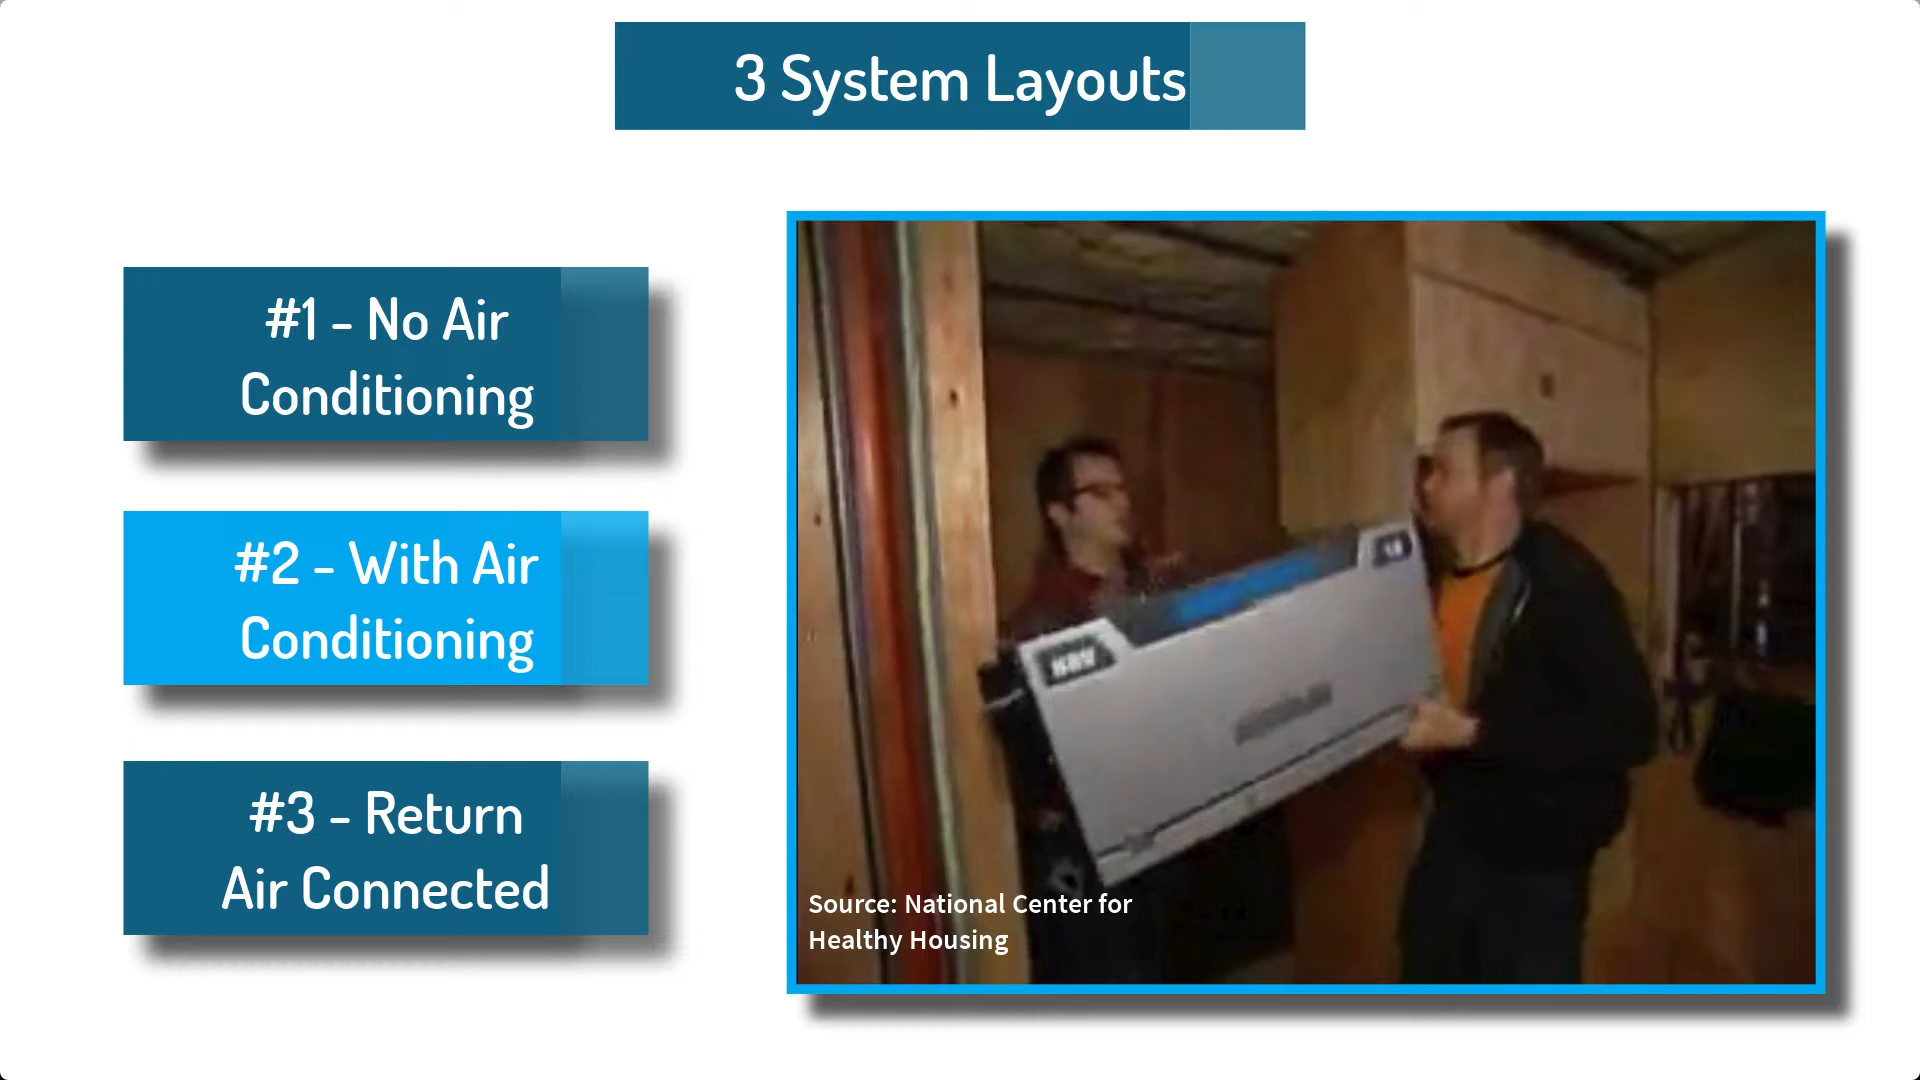 3 System Layouts
#1 - No Air
Conditioning
#2 - With Air
Conditioning
#3 - Return
Air Connected
Source: National Center for
Healthy Housing